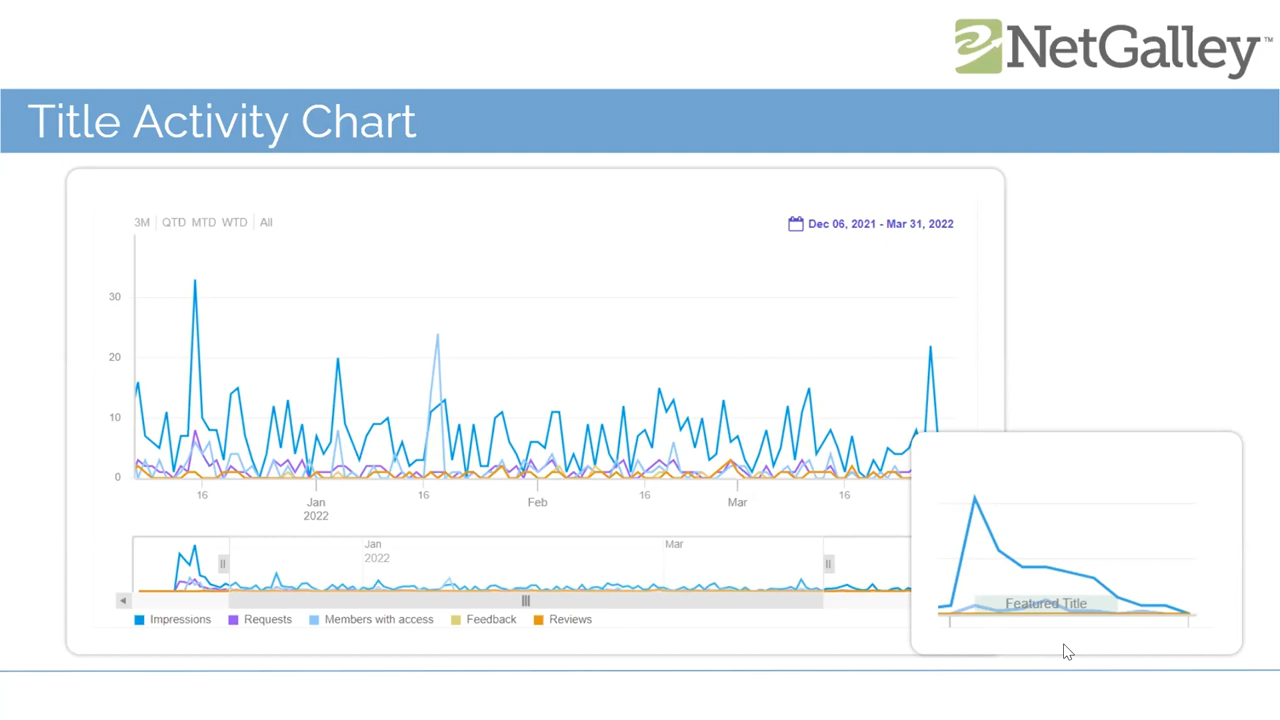 NetGalley™
Title Activity Chart
3M QTD MTD WTD All
Dec 06, 2021 - Mar 31, 2022
30
20
10
0
16 Jan 16 Feb 16 Mar 16
2022
Jan Mar
2022
Impressions Requests Members with access Feedback Reviews
Featured Title